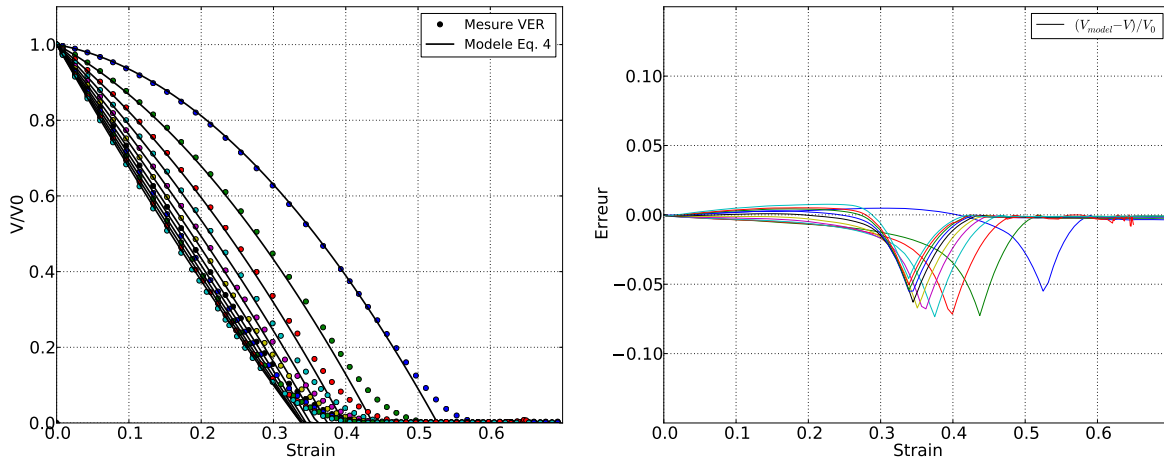 Mesure VER
Modele Eq. 4
V/V0
1.0
0.8
0.6
0.4
0.2
0.0
0.0 0.1 0.2 0.3 0.4 0.5 0.6
Strain
(V_model−V)/V_0
Erreur
0.10
0.05
0.00
−0.05
−0.10
0.0 0.1 0.2 0.3 0.4 0.5 0.6
Strain